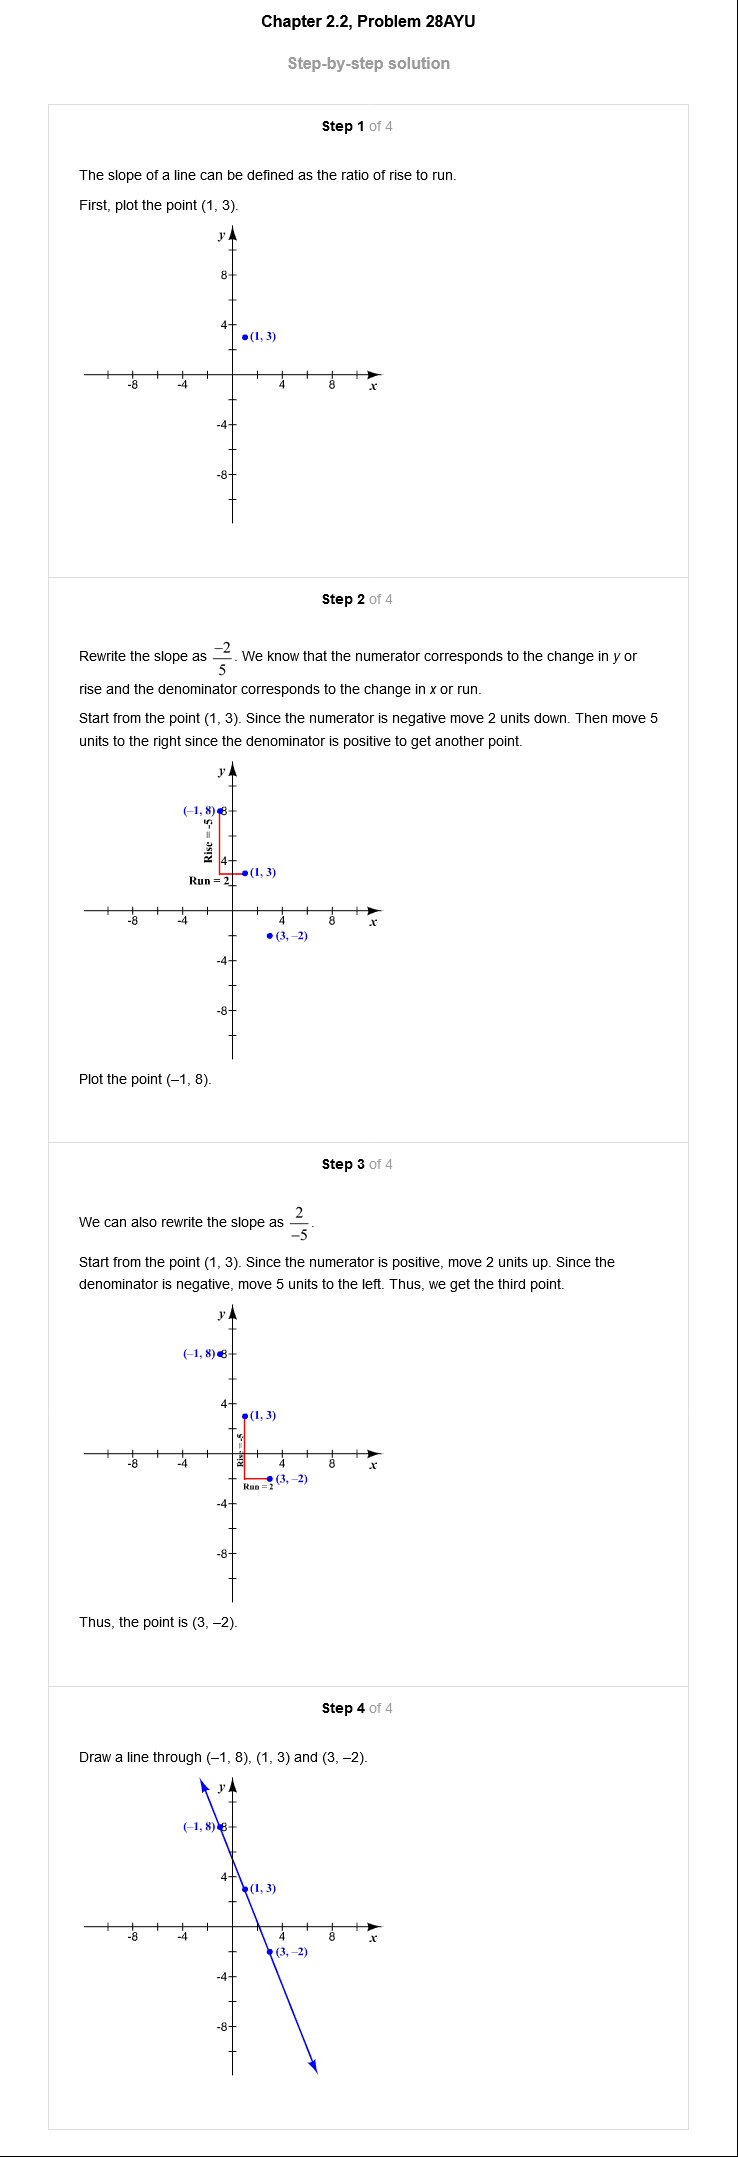 Chapter 2.2, Problem 28AYU
Step-by-step solution
Step 1 of 4
The slope of a line can be defined as the ratio of rise to run.
First, plot the point (1, 3).
y
8
4
(1, 3)
-8 -4 4 8 x
-4
-8
Step 2 of 4
Rewrite the slope as −2/5. We know that the numerator corresponds to the change in y or
rise and the denominator corresponds to the change in x or run.
Start from the point (1, 3). Since the numerator is negative move 2 units down. Then move 5
units to the right since the denominator is positive to get another point.
y
(−1, 8) 8
Rise = -5
4
(1, 3)
Run = 2
-8 -4 4 8 x
(3, −2)
-4
-8
Plot the point (−1, 8).
Step 3 of 4
We can also rewrite the slope as 2/−5.
Start from the point (1, 3). Since the numerator is positive, move 2 units up. Since the
denominator is negative, move 5 units to the left. Thus, we get the third point.
y
(−1, 8) 8
4
(1, 3)
Rise = -5
-8 -4 4 8 x
(3, −2)
Run = 2
-4
-8
Thus, the point is (3, −2).
Step 4 of 4
Draw a line through (−1, 8), (1, 3) and (3, −2).
y
(−1, 8) 8
4
(1, 3)
-8 -4 4 8 x
(3, −2)
-4
-8